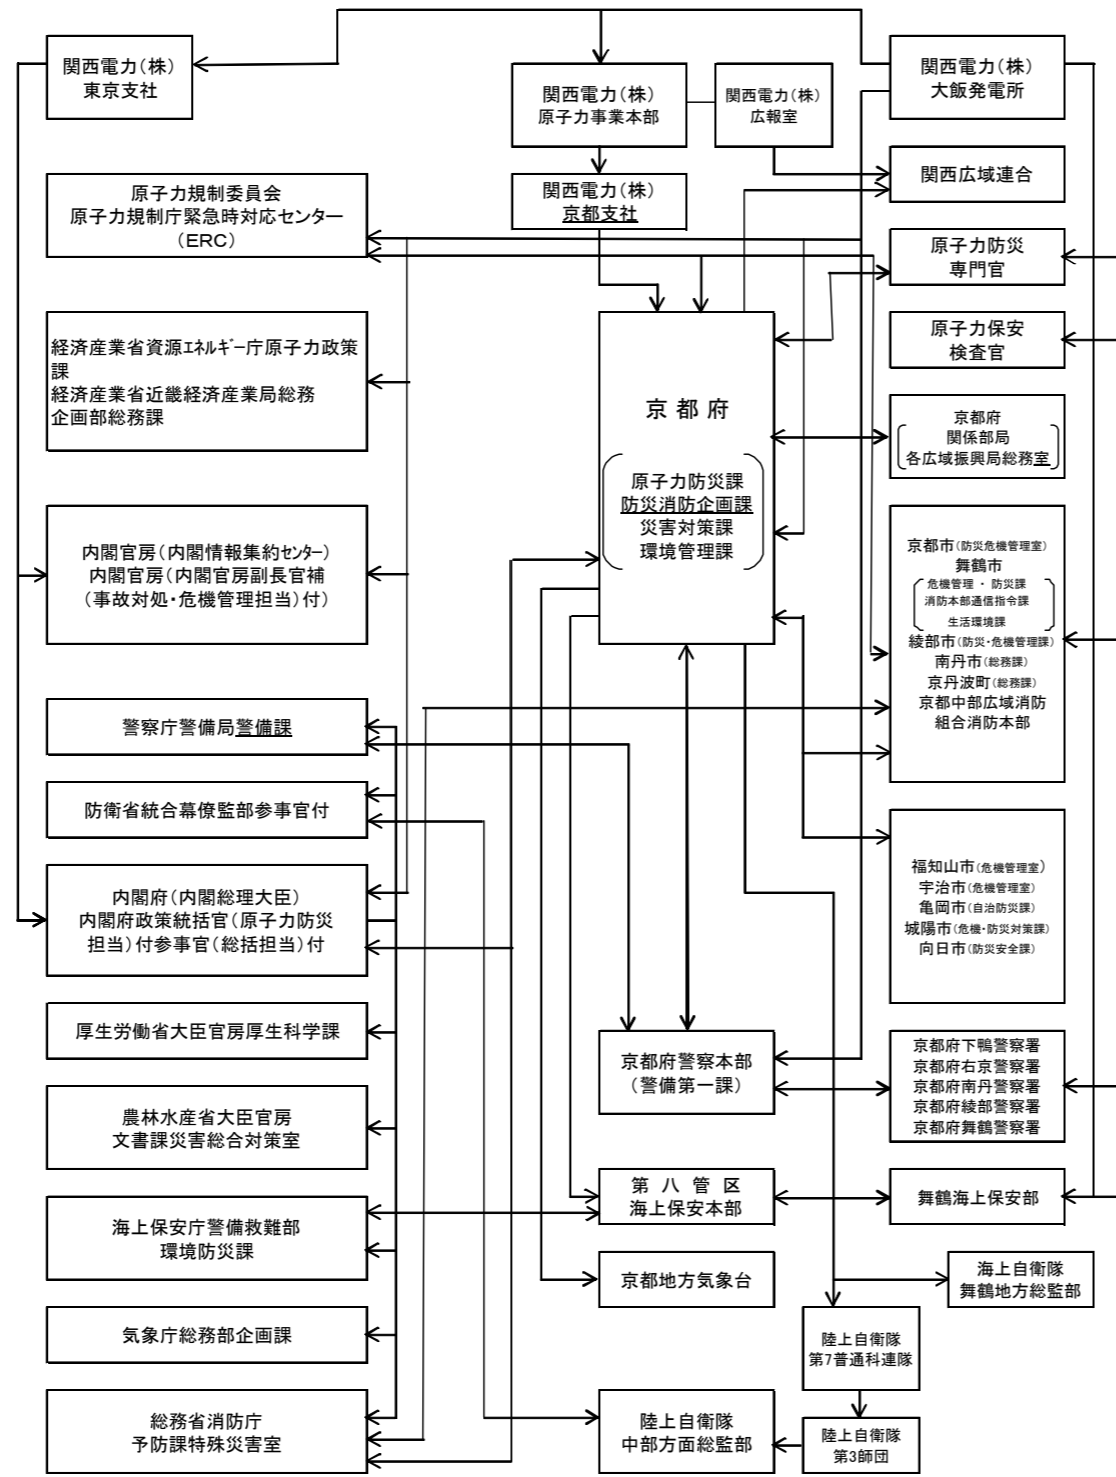 関西電力(株)
東京支社
関西電力(株)
原子力事業本部
関西電力(株)
広報室
関西電力(株)
大飯発電所
関西広域連合
原子力規制委員会
原子力規制庁緊急時対応センター
(ERC)
関西電力(株)
京都支社
原子力防災
専門官
原子力保安
検査官
経済産業省資源エネルギー庁原子力政策
課
経済産業省近畿経済産業局総務
企画部総務課
京都府
原子力防災課
防災消防企画課
災害対策課
環境管理課
京都府
関係部局
各広域振興局総務室
内閣官房(内閣情報集約センター)
内閣官房(内閣官房副長官補
(事故対処・危機管理担当)付)
京都市(防災危機管理室)
舞鶴市
危機管理・防災課
消防本部通信指令課
生活環境課
綾部市(防災・危機管理課)
南丹市(総務課)
京丹波町(総務課)
京都中部広域消防
組合消防本部
警察庁警備局警備課
防衛省統合幕僚監部参事官付
内閣府(内閣総理大臣)
内閣府政策統括官(原子力防災
担当)付参事官(総括担当)付
福知山市(危機管理室)
宇治市(危機管理室)
亀岡市(自治防災課)
城陽市(危機・防災対策課)
向日市(防災安全課)
厚生労働省大臣官房厚生科学課
京都府警察本部
(警備第一課)
京都府下鴨警察署
京都府右京警察署
京都府南丹警察署
京都府綾部警察署
京都府舞鶴警察署
農林水産省大臣官房
文書課災害総合対策室
第八管区
海上保安本部
舞鶴海上保安部
海上保安庁警備救難部
環境防災課
京都地方気象台
海上自衛隊
舞鶴地方総監部
気象庁総務部企画課
陸上自衛隊
第7普通科連隊
総務省消防庁
予防課特殊災害室
陸上自衛隊
中部方面総監部
陸上自衛隊
第3師団